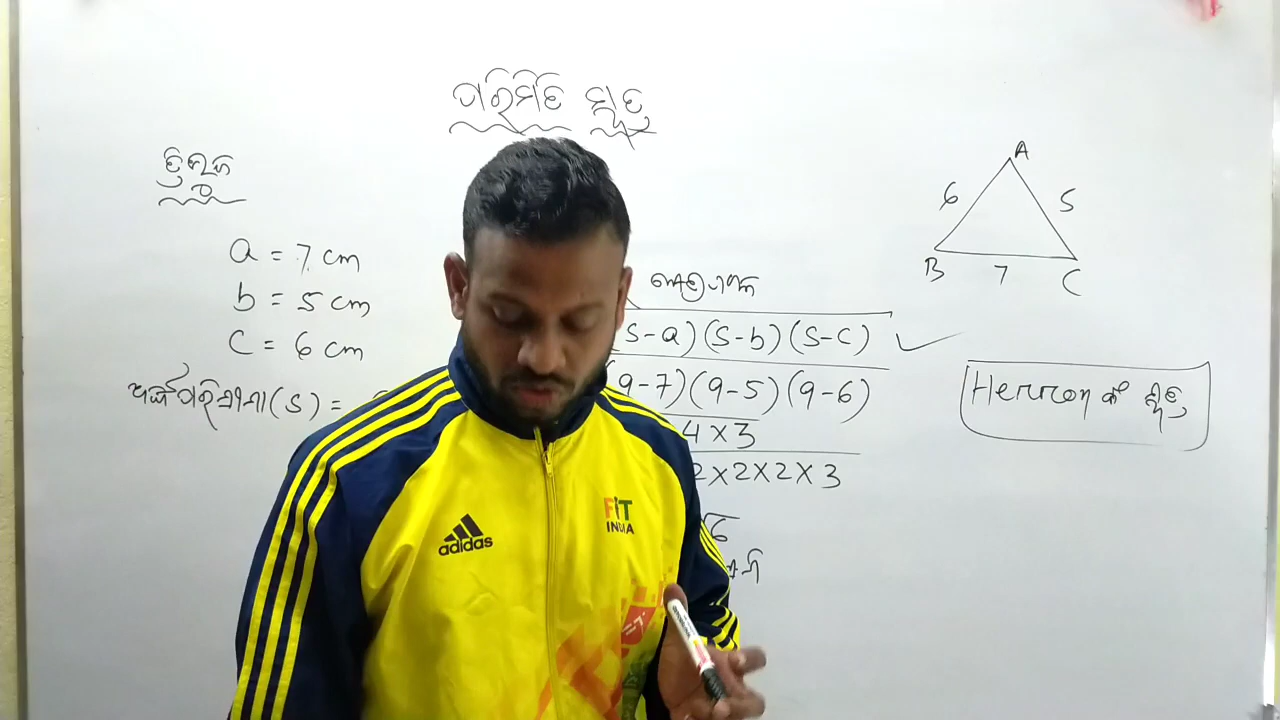 ପରିମିତି ସୂତ୍ର
ତ୍ରିଭୁଜ
a = 7 cm
b = 5 cm
c = 6 cm
ଅର୍ଦ୍ଧପରିସୀମା (S) =
କ୍ଷେତ୍ରଫଳ
(S-a)(S-b)(S-c)
(9-7)(9-5)(9-6)
4×3
2×2×2×3
√6
A
6
5
B
7
C
Herron ଙ୍କ ସୂତ୍ର
adidas
FIT
INDIA